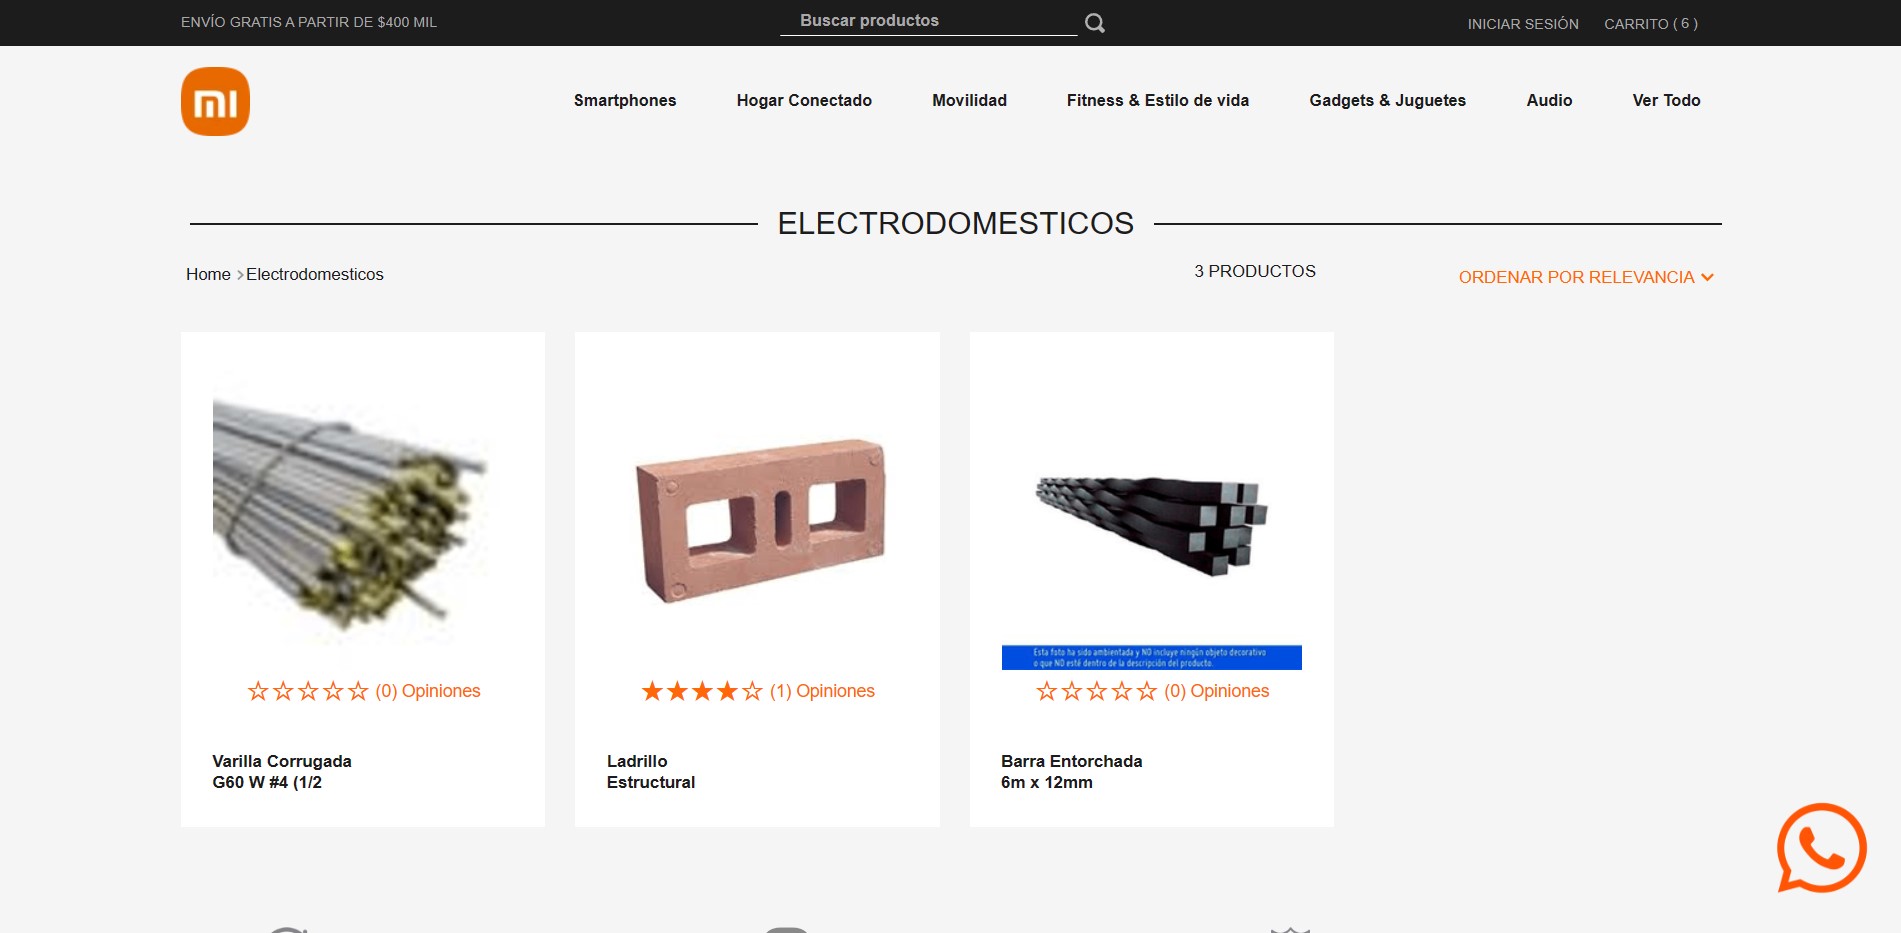 ENVÍO GRATIS A PARTIR DE $400 MIL
Buscar productos
INICIAR SESIÓN
CARRITO ( 6 )
mi
Smartphones
Hogar Conectado
Movilidad
Fitness & Estilo de vida
Gadgets & Juguetes
Audio
Ver Todo
ELECTRODOMESTICOS
Home > Electrodomesticos
3 PRODUCTOS
ORDENAR POR RELEVANCIA
Esta foto ha sido ambientada y NO incluye ningún objeto decorativo
o que NO esté dentro de la descripción del producto.
(0) Opiniones
(1) Opiniones
(0) Opiniones
Varilla Corrugada
G60 W #4 (1/2
Ladrillo
Estructural
Barra Entorchada
6m x 12mm